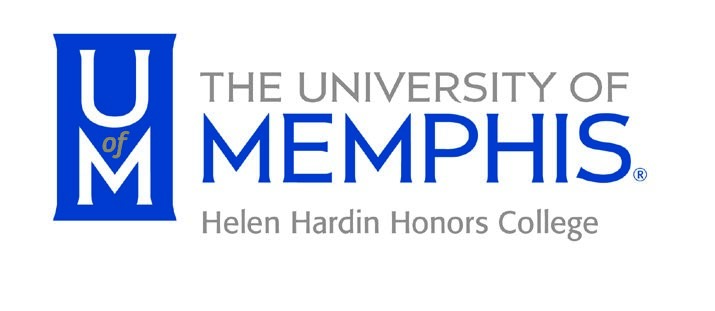 U
of
M
THE UNIVERSITY OF
MEMPHIS®
Helen Hardin Honors College